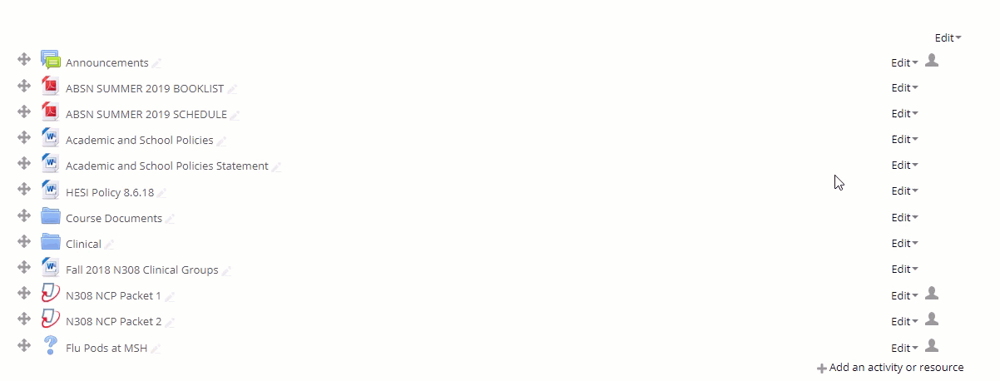 Edit
Announcements Edit
ABSN SUMMER 2019 BOOKLIST Edit
ABSN SUMMER 2019 SCHEDULE Edit
Academic and School Policies Edit
Academic and School Policies Statement Edit
HESI Policy 8.6.18 Edit
Course Documents Edit
Clinical Edit
Fall 2018 N308 Clinical Groups Edit
N308 NCP Packet 1 Edit
N308 NCP Packet 2 Edit
Flu Pods at MSH Edit
Add an activity or resource